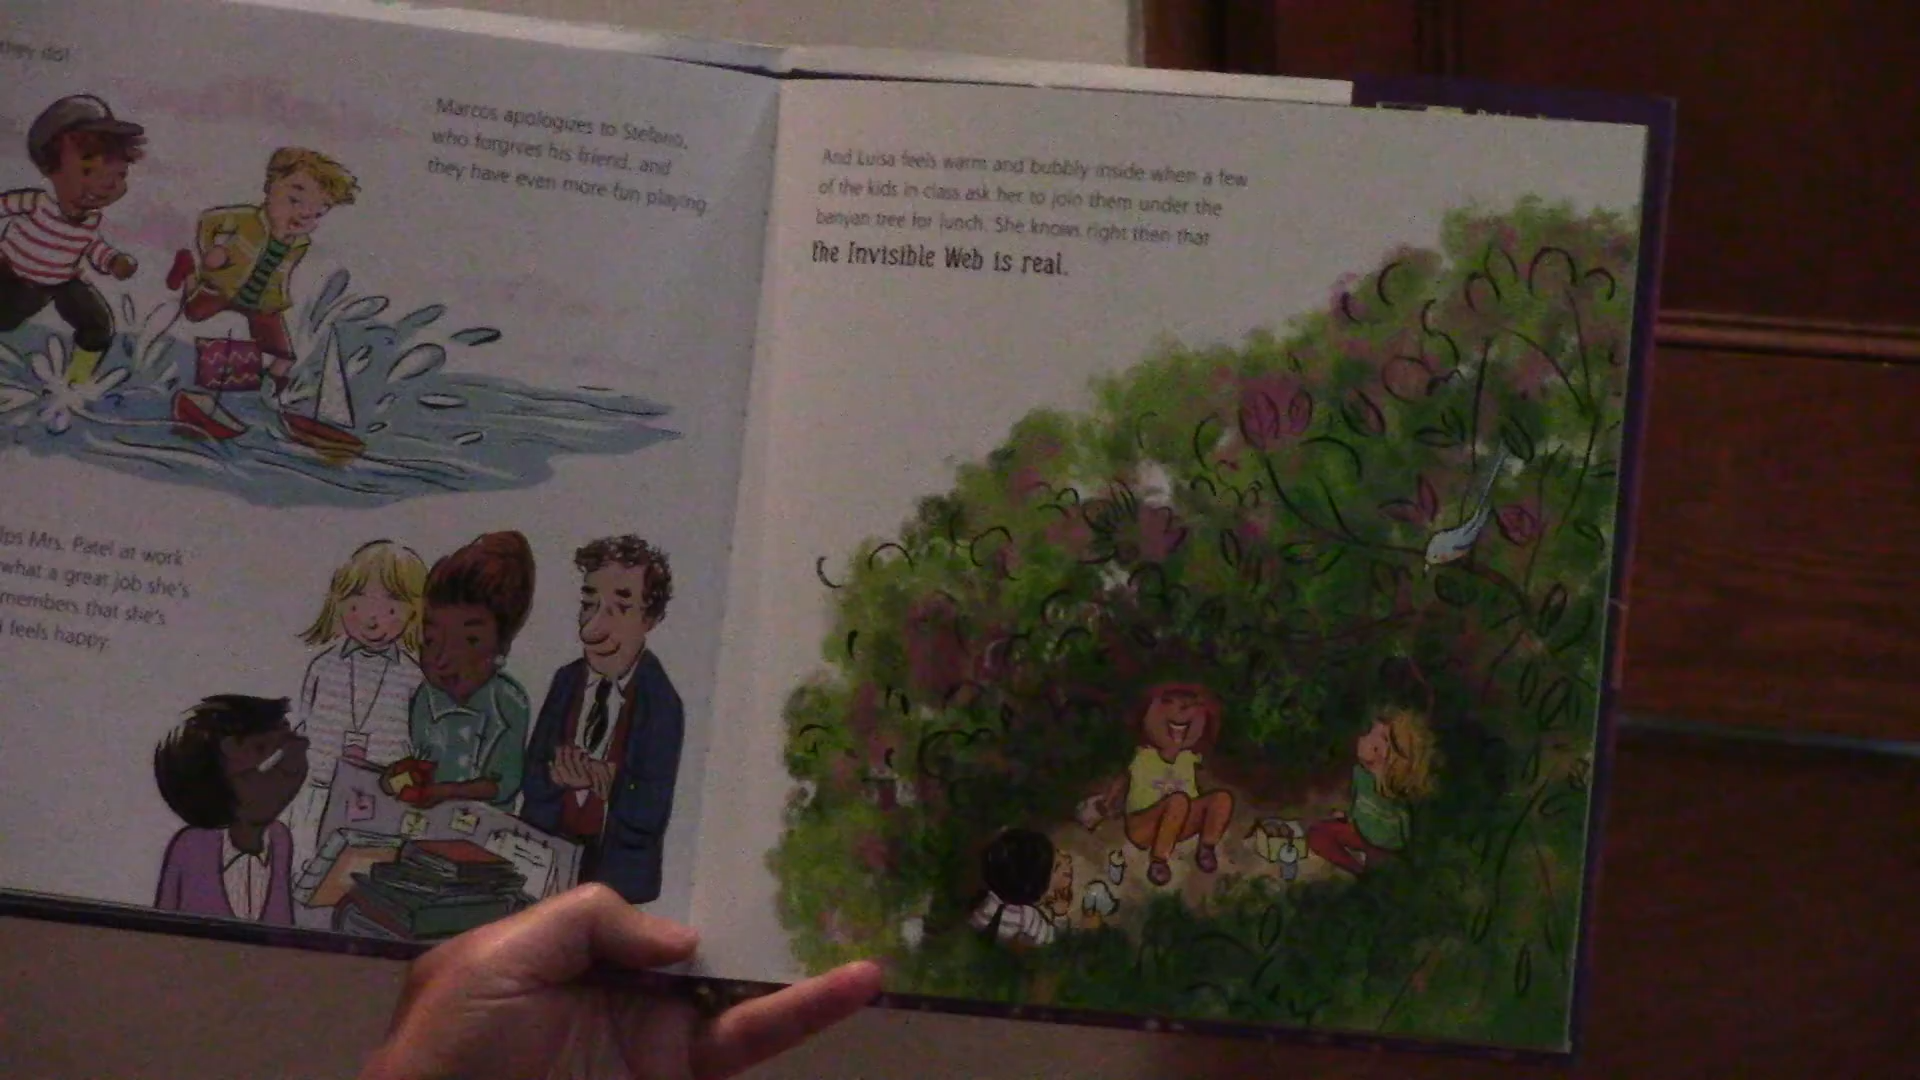 they do!
Marcos apologizes to Stefano,
who forgives his friend, and
they have even more fun playing
lps Mrs. Patel at work
what a great job she's
members that she's
feels happy.
And Luisa feels warm and bubbly inside when a few
of the kids in class ask her to join them under the
banyan tree for lunch. She knows right then that
the Invisible Web is real.